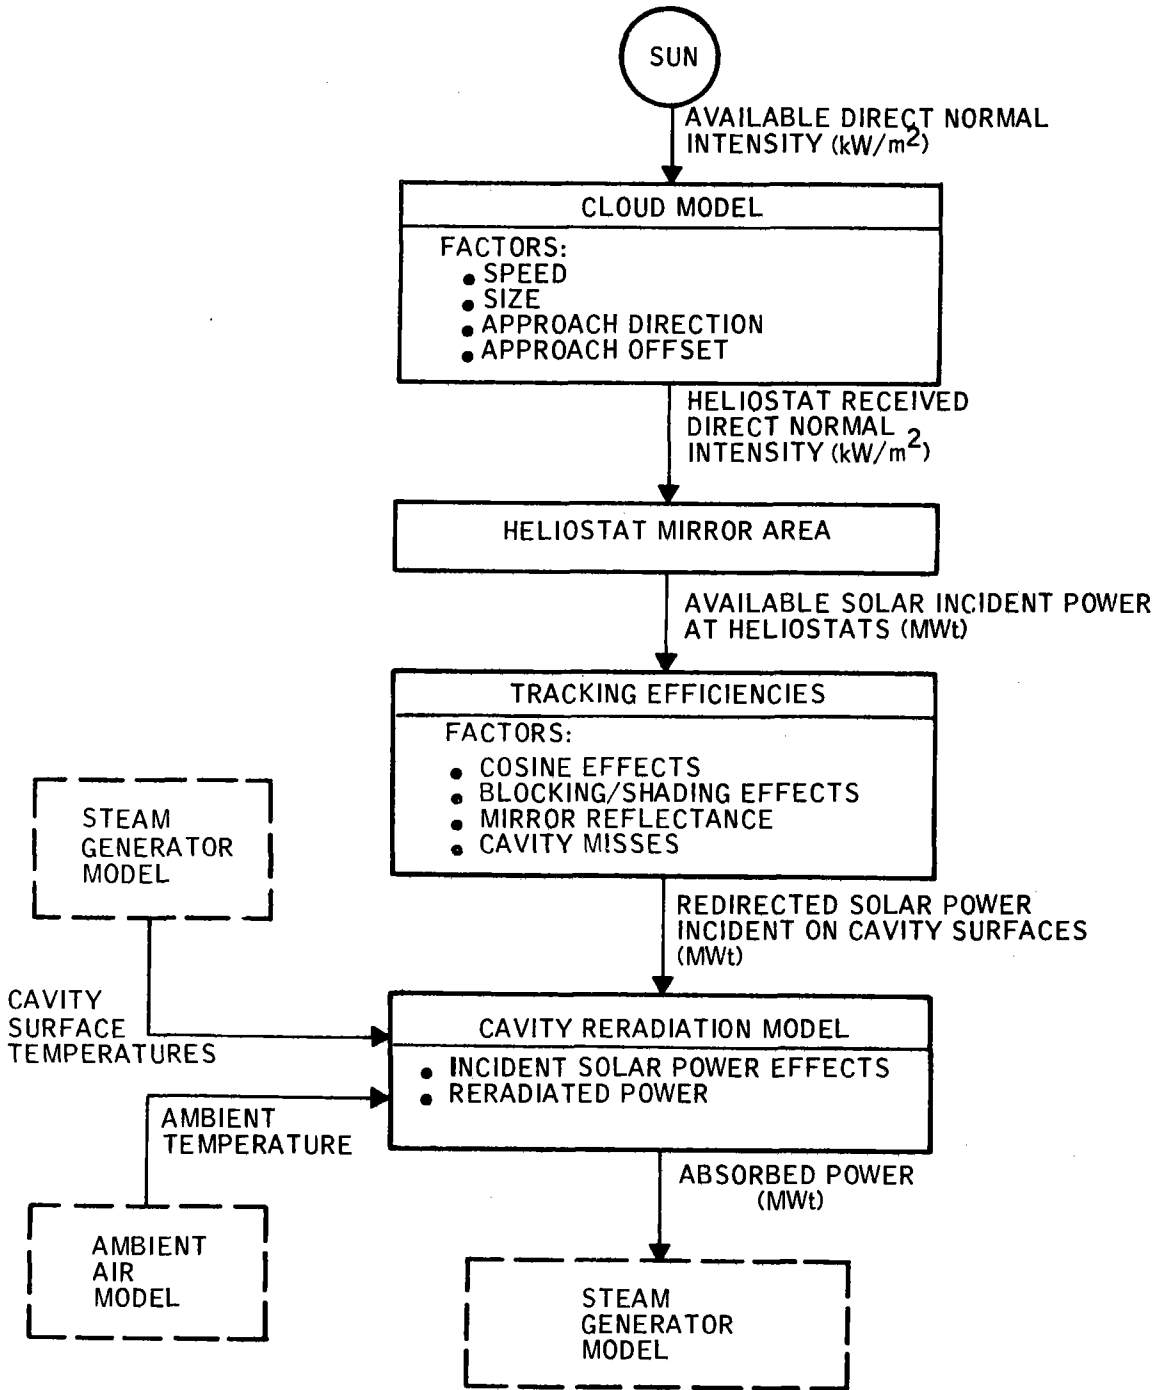 SUN
AVAILABLE DIRECT NORMAL
INTENSITY (kW/m²)
CLOUD MODEL
FACTORS:
● SPEED
● SIZE
● APPROACH DIRECTION
● APPROACH OFFSET
HELIOSTAT RECEIVED
DIRECT NORMAL
INTENSITY (kW/m²)
HELIOSTAT MIRROR AREA
AVAILABLE SOLAR INCIDENT POWER
AT HELIOSTATS (MWt)
TRACKING EFFICIENCIES
FACTORS:
● COSINE EFFECTS
● BLOCKING/SHADING EFFECTS
● MIRROR REFLECTANCE
● CAVITY MISSES
STEAM
GENERATOR
MODEL
REDIRECTED SOLAR POWER
INCIDENT ON CAVITY SURFACES
(MWt)
CAVITY
SURFACE
TEMPERATURES
CAVITY RERADIATION MODEL
● INCIDENT SOLAR POWER EFFECTS
● RERADIATED POWER
AMBIENT
TEMPERATURE
ABSORBED POWER
(MWt)
AMBIENT
AIR
MODEL
STEAM
GENERATOR
MODEL